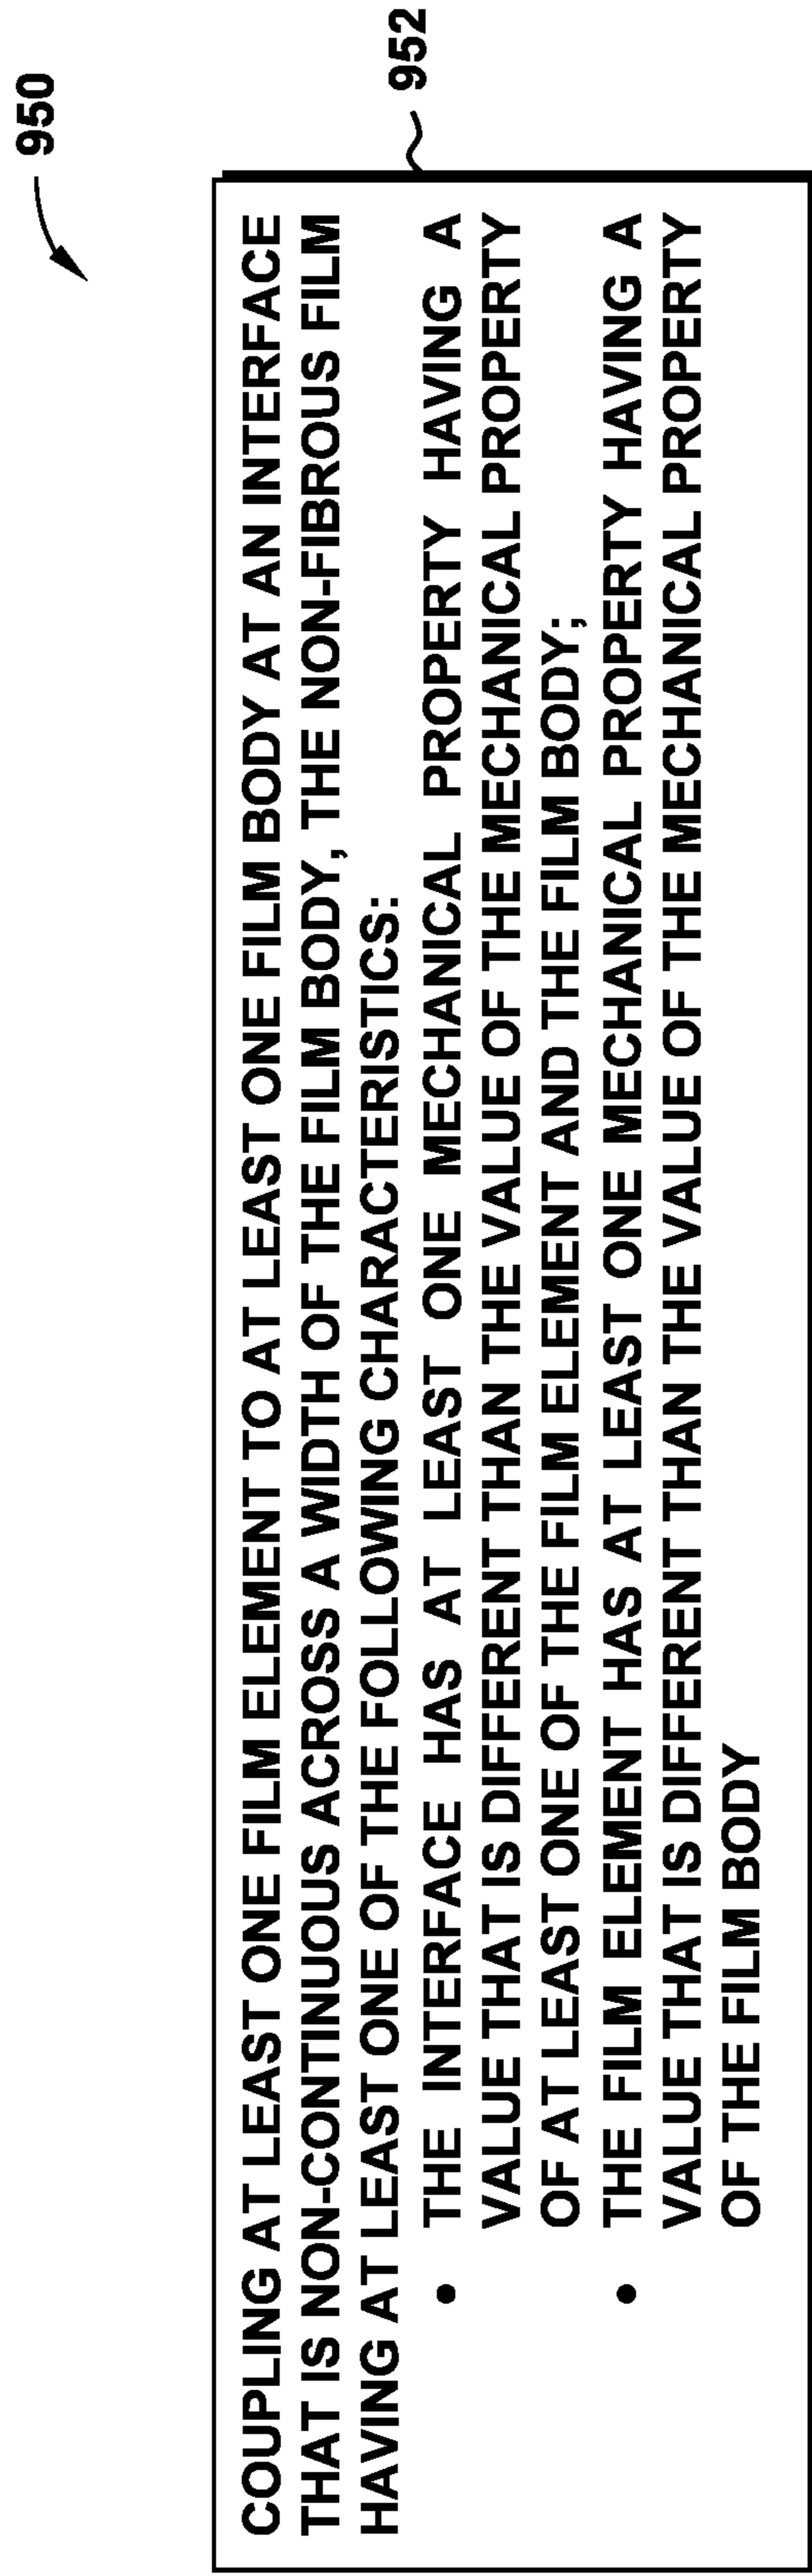 950
952
COUPLING AT LEAST ONE FILM ELEMENT TO AT LEAST ONE FILM BODY AT AN INTERFACE
THAT IS NON-CONTINUOUS ACROSS A WIDTH OF THE FILM BODY, THE NON-FIBROUS FILM
HAVING AT LEAST ONE OF THE FOLLOWING CHARACTERISTICS:
• THE INTERFACE HAS AT LEAST ONE MECHANICAL PROPERTY HAVING A
VALUE THAT IS DIFFERENT THAN THE VALUE OF THE MECHANICAL PROPERTY
OF AT LEAST ONE OF THE FILM ELEMENT AND THE FILM BODY;
• THE FILM ELEMENT HAS AT LEAST ONE MECHANICAL PROPERTY HAVING A
VALUE THAT IS DIFFERENT THAN THE VALUE OF THE MECHANICAL PROPERTY
OF THE FILM BODY